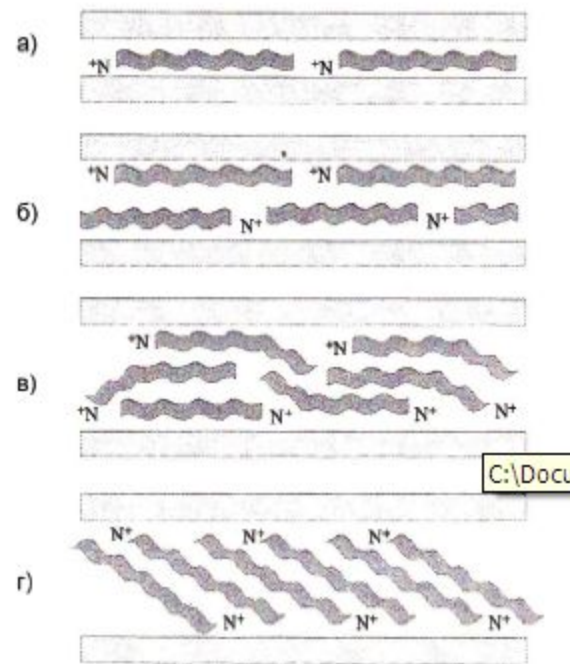 а)
⁺N ⁺N
⁺N ⁺N
б)
N⁺ N⁺
⁺N ⁺N
в)
⁺N N⁺ N⁺ N⁺
C:\Docu
N⁺ N⁺ N⁺
г)
N⁺ N⁺ N⁺